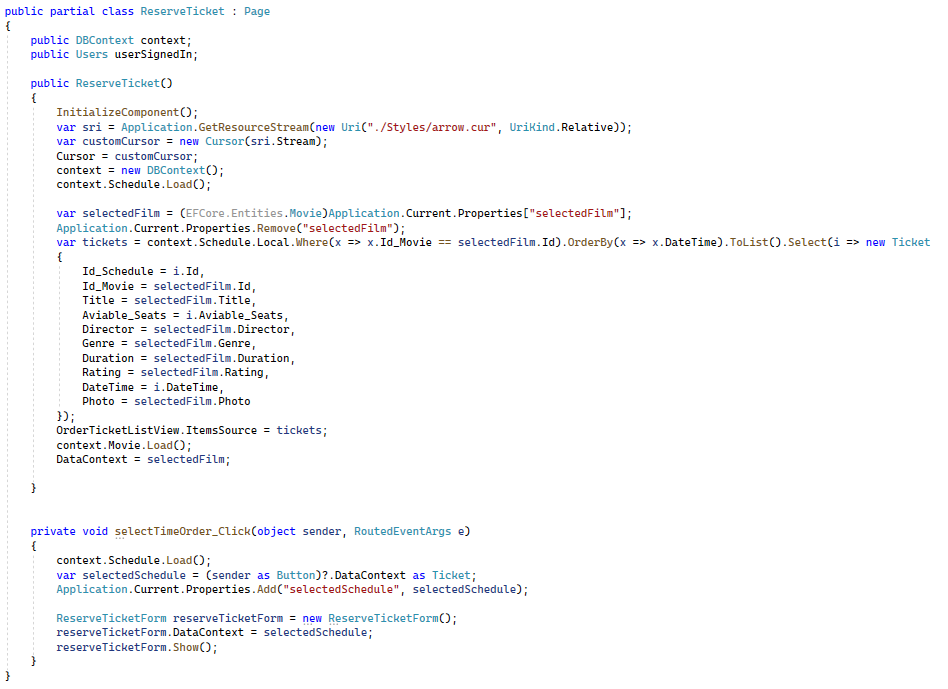 public partial class ReserveTicket : Page
{
    public DBContext context;
    public Users userSignedIn;

    public ReserveTicket()
    {
        InitializeComponent();
        var sri = Application.GetResourceStream(new Uri("./Styles/arrow.cur", UriKind.Relative));
        var customCursor = new Cursor(sri.Stream);
        Cursor = customCursor;
        context = new DBContext();
        context.Schedule.Load();

        var selectedFilm = (EFCore.Entities.Movie)Application.Current.Properties["selectedFilm"];
        Application.Current.Properties.Remove("selectedFilm");
        var tickets = context.Schedule.Local.Where(x => x.Id_Movie == selectedFilm.Id).OrderBy(x => x.DateTime).ToList().Select(i => new Ticket
        {
            Id_Schedule = i.Id,
            Id_Movie = selectedFilm.Id,
            Title = selectedFilm.Title,
            Aviable_Seats = i.Aviable_Seats,
            Director = selectedFilm.Director,
            Genre = selectedFilm.Genre,
            Duration = selectedFilm.Duration,
            Rating = selectedFilm.Rating,
            DateTime = i.DateTime,
            Photo = selectedFilm.Photo
        });
        OrderTicketListView.ItemsSource = tickets;
        context.Movie.Load();
        DataContext = selectedFilm;

    }


    private void selectTimeOrder_Click(object sender, RoutedEventArgs e)
    {
        context.Schedule.Load();
        var selectedSchedule = (sender as Button)?.DataContext as Ticket;
        Application.Current.Properties.Add("selectedSchedule", selectedSchedule);

        ReserveTicketForm reserveTicketForm = new ReserveTicketForm();
        reserveTicketForm.DataContext = selectedSchedule;
        reserveTicketForm.Show();
    }
}